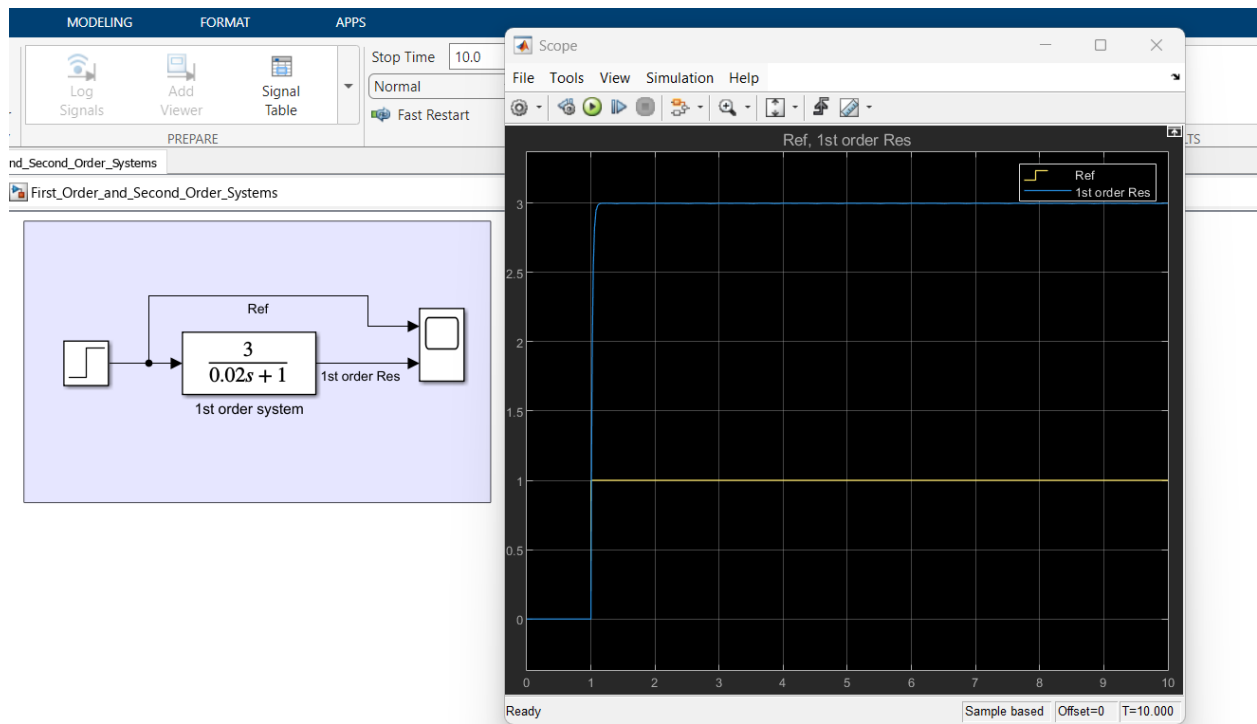 MODELING FORMAT APPS
Log Signals
Add Viewer
Signal Table
PREPARE
Stop Time 10.0
Normal
Fast Restart
LTS
nd_Second_Order_Systems
First_Order_and_Second_Order_Systems
Ref
3
0.02s + 1
1st order Res
1st order system
Scope
File Tools View Simulation Help
Ref, 1st order Res
Ref
1st order Res
3
2.5
2
1.5
1
0.5
0
0 1 2 3 4 5 6 7 8 9 10
Ready Sample based Offset=0 T=10.000